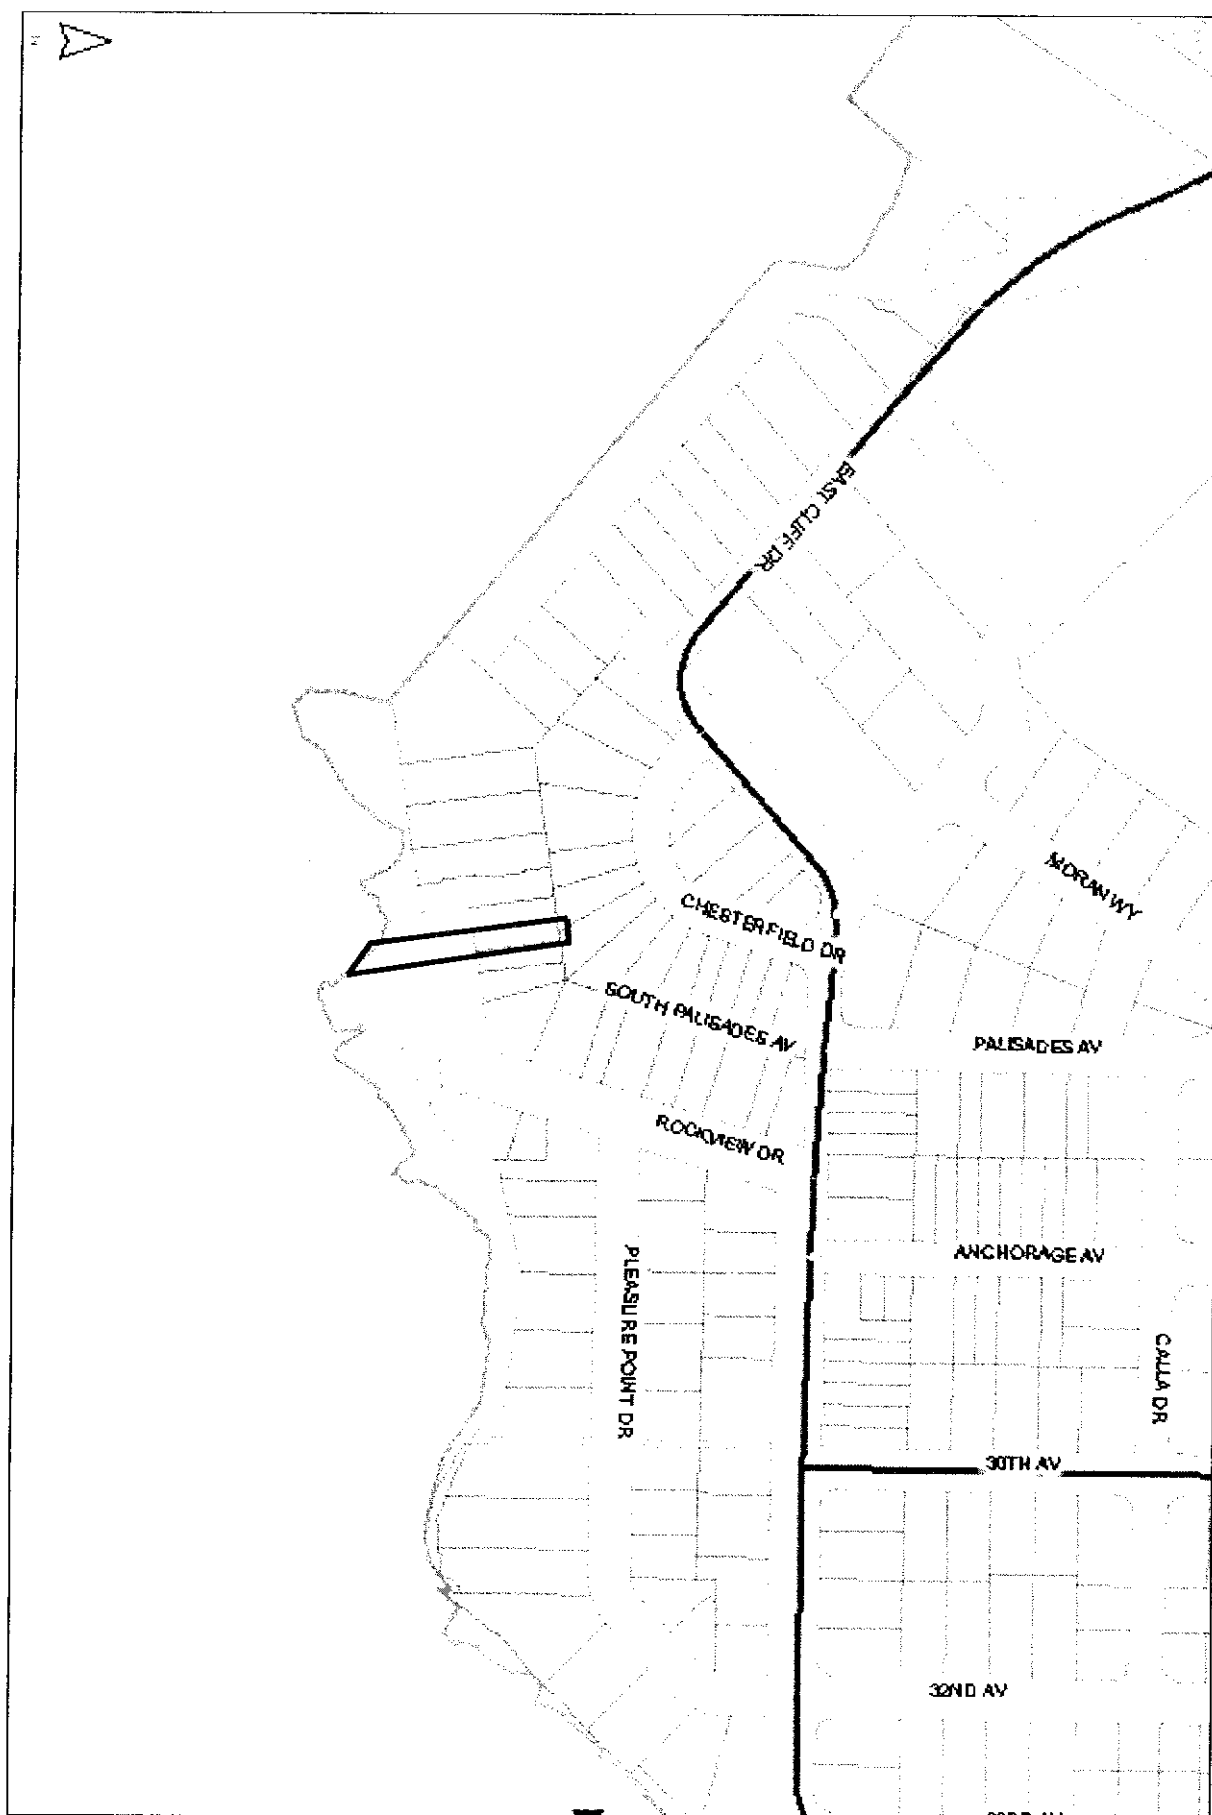 EAST CLIFF DR
MORAN WY
CHESTERFIELD DR
SOUTH PALISADES AV
PALISADES AV
ROCKVIEW DR
ANCHORAGE AV
PLEASURE POINT DR
CALLA DR
30TH AV
32ND AV